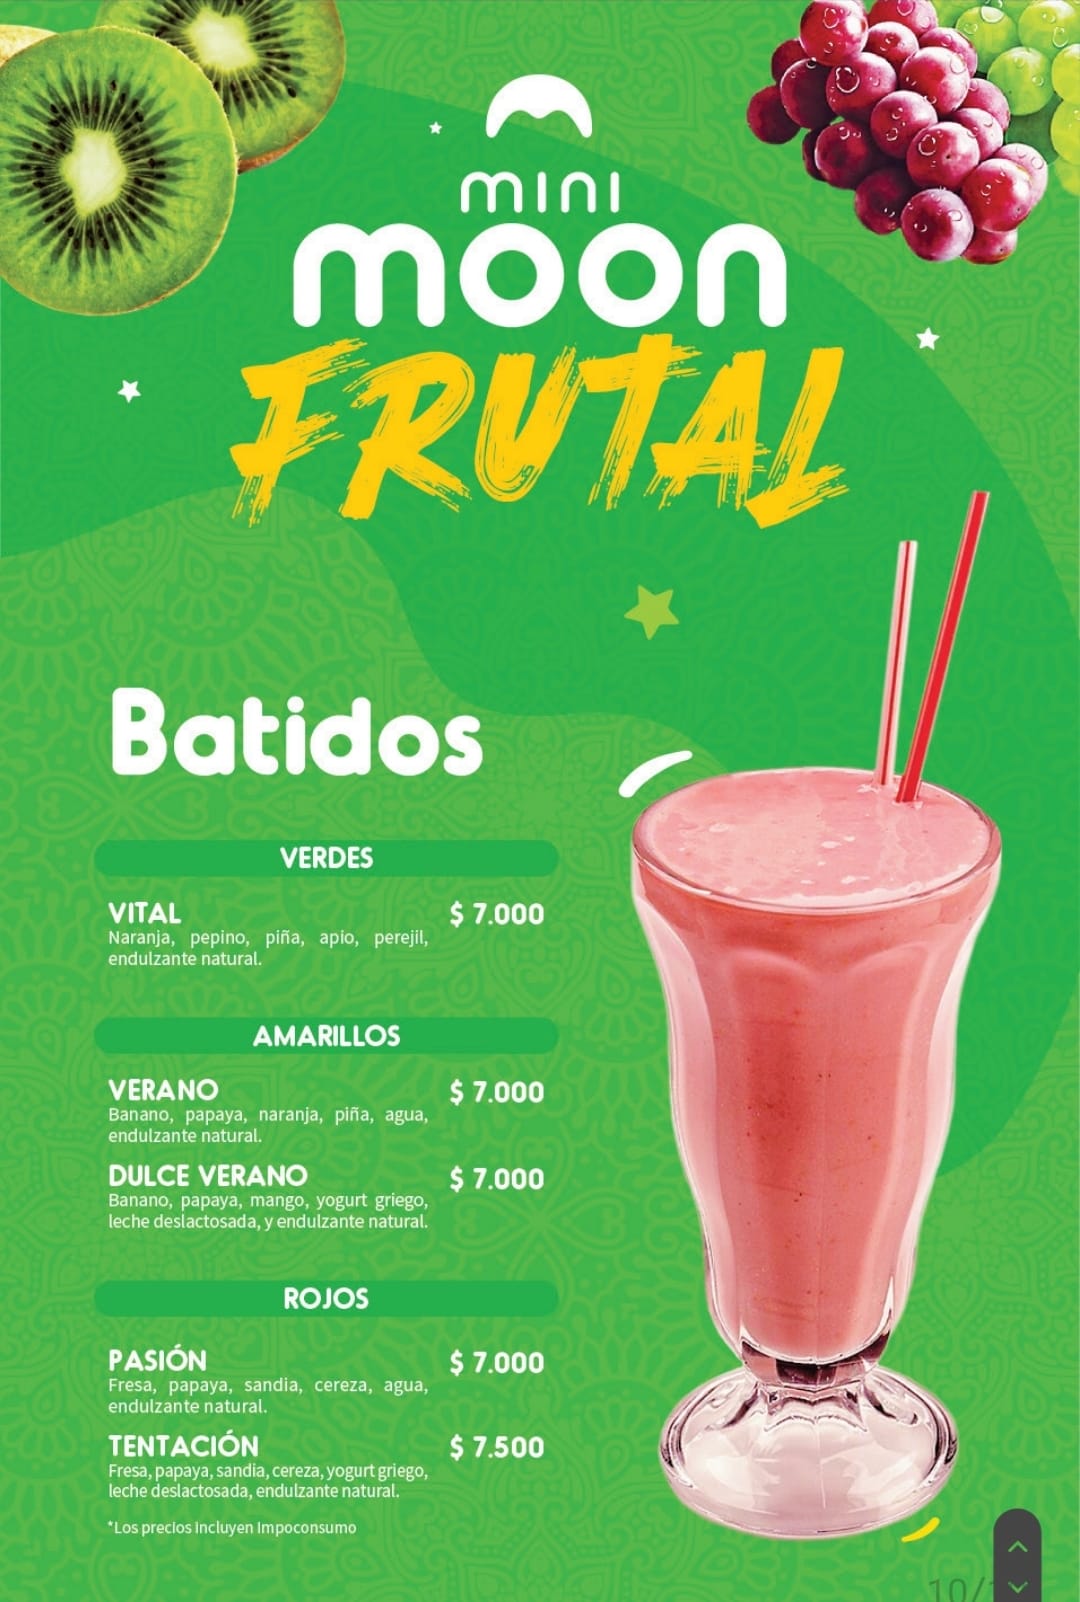 mini
moon
FRUTAL
Batidos
VERDES
VITAL $ 7.000
Naranja, pepino, piña, apio, perejil,
endulzante natural.
AMARILLOS
VERANO $ 7.000
Banano, papaya, naranja, piña, agua,
endulzante natural.
DULCE VERANO $ 7.000
Banano, papaya, mango, yogurt griego,
leche deslactosada, y endulzante natural.
ROJOS
PASIÓN $ 7.000
Fresa, papaya, sandia, cereza, agua,
endulzante natural.
TENTACIÓN $ 7.500
Fresa, papaya, sandia, cereza, yogurt griego,
leche deslactosada, endulzante natural.
*Los precios Incluyen Impoconsumo